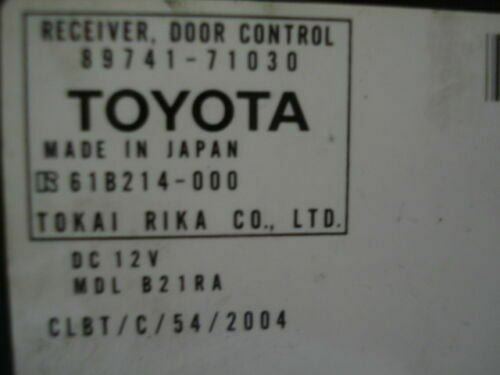 RECEIVER, DOOR CONTROL
89741-71030
TOYOTA
MADE IN JAPAN
61B214-000
TOKAI RIKA CO., LTD.
DC 12V
MDL B21RA
CLBT/C/54/2004